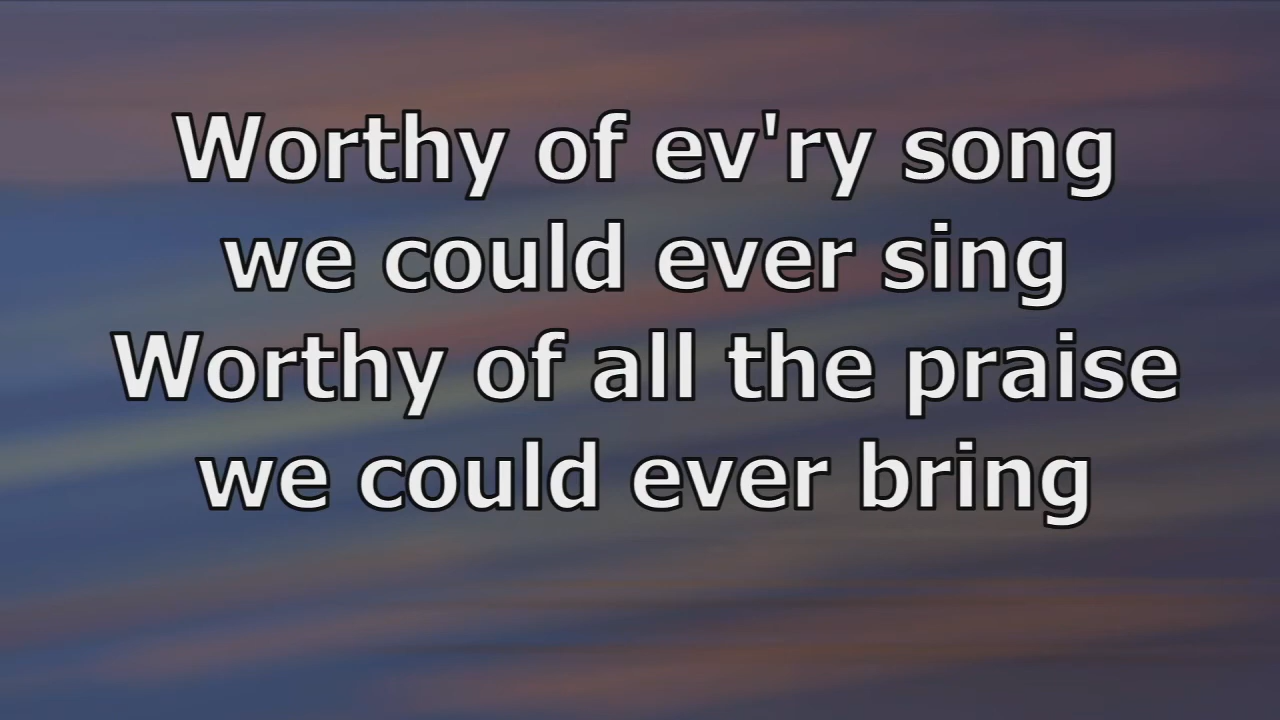 Worthy of ev'ry song
we could ever sing
Worthy of all the praise
we could ever bring